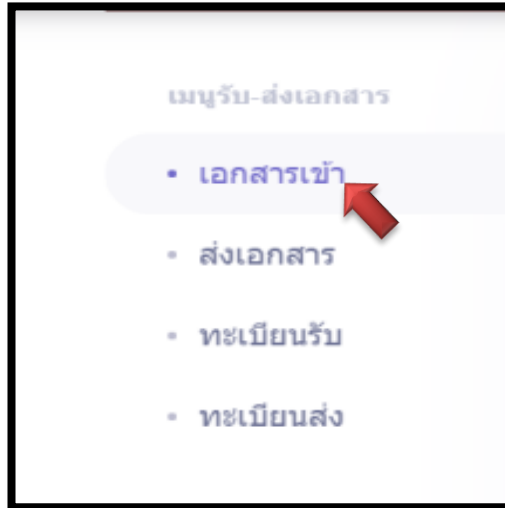 เมนูรับ-ส่งเอกสาร
• เอกสารเข้า
• ส่งเอกสาร
• ทะเบียนรับ
• ทะเบียนส่ง